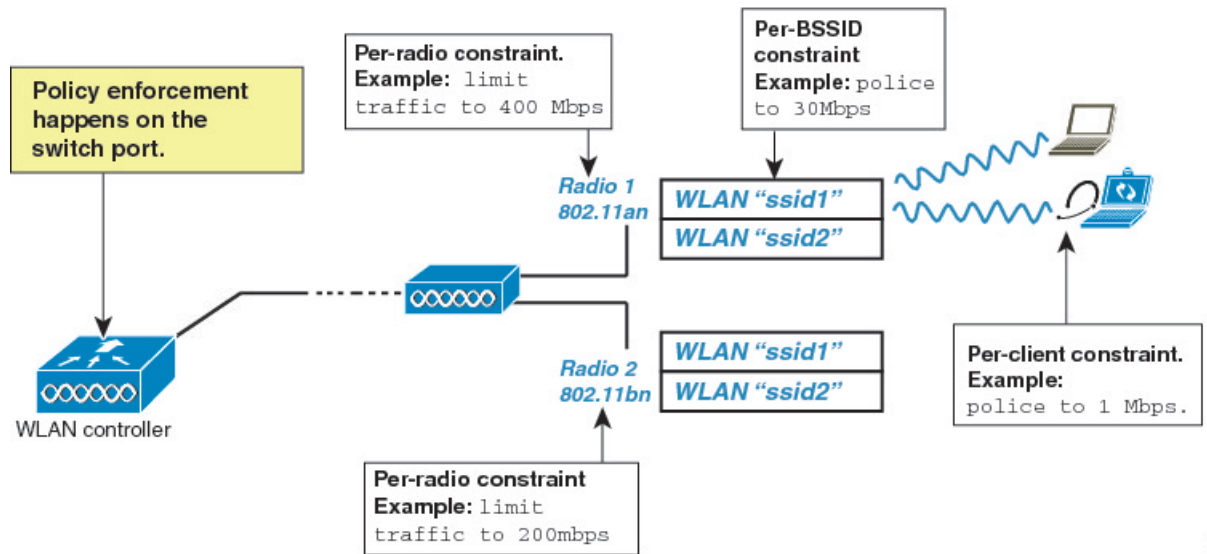 Policy enforcement
happens on the
switch port.
Per-radio constraint.
Example: limit
traffic to 400 Mbps
Per-BSSID
constraint
Example: police
to 30Mbps
Radio 1
802.11an
WLAN “ssid1”
WLAN “ssid2”
WLAN controller
Radio 2
802.11bn
WLAN “ssid1”
WLAN “ssid2”
Per-client constraint.
Example:
police to 1 Mbps.
Per-radio constraint
Example: limit
traffic to 200mbps